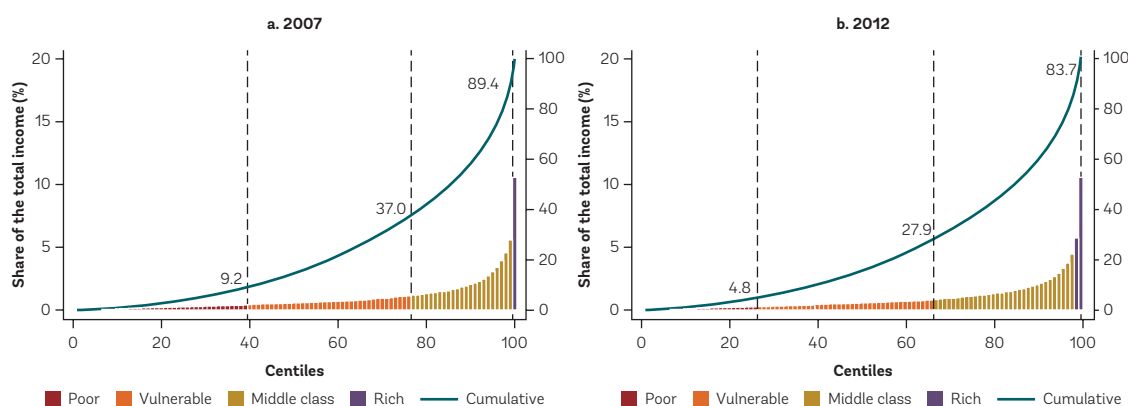 a. 2007
Share of the total income (%)
20
15
10
5
0
100
80
60
40
20
0
89.4
37.0
9.2
0 20 40 60 80 100
Centiles
Poor Vulnerable Middle class Rich Cumulative
b. 2012
Share of the total income (%)
20
15
10
5
0
100
80
60
40
20
0
83.7
27.9
4.8
0 20 40 60 80 100
Centiles
Poor Vulnerable Middle class Rich Cumulative